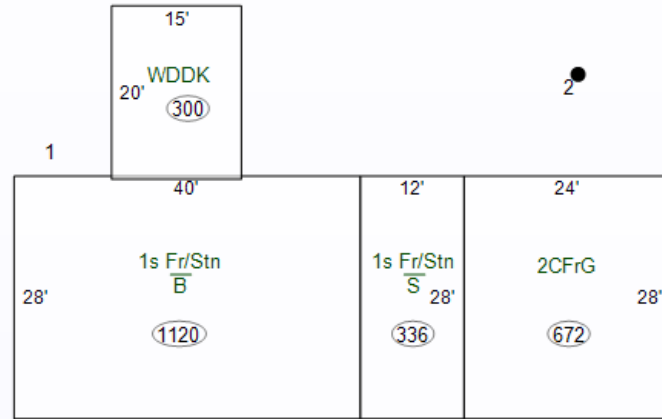 15'
WDDK
20'
300
2
1
40'
12'
24'
1s Fr/Stn
B
1s Fr/Stn
S
2CFrG
28'
28'
28'
1120
336
672